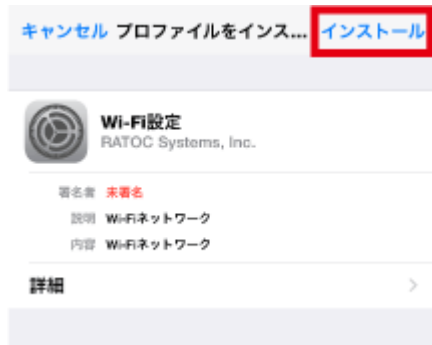 キャンセル プロファイルをインス... インストール
Wi-Fi設定
RATOC Systems, Inc.
署名者 未署名
説明 Wi-Fiネットワーク
内容 Wi-Fiネットワーク
詳細